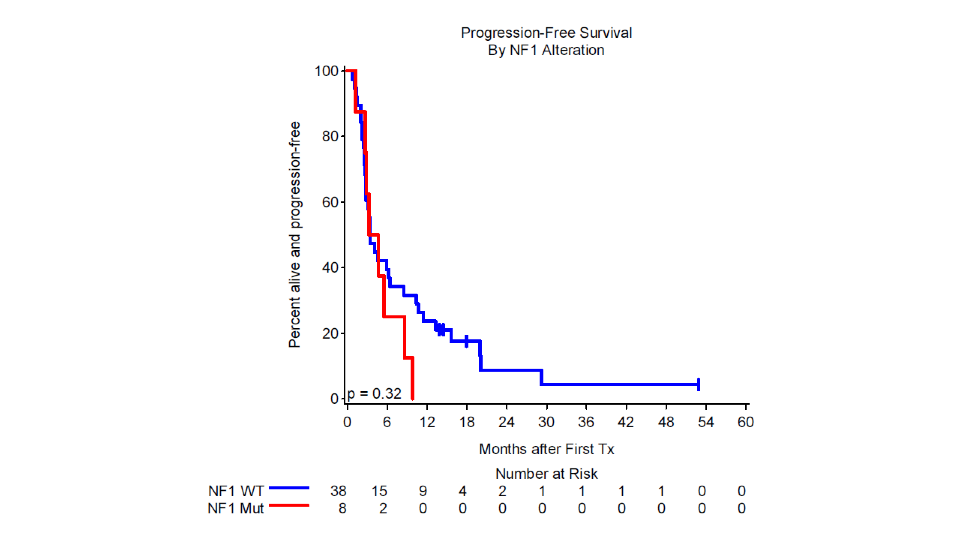 Progression-Free Survival
By NF1 Alteration
Percent alive and progression-free
100
80
60
40
20
0
p = 0.32
0 6 12 18 24 30 36 42 48 54 60
Months after First Tx
Number at Risk
NF1 WT 38 15 9 4 2 1 1 1 1 0 0
NF1 Mut 8 2 0 0 0 0 0 0 0 0 0